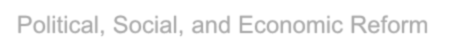 Political, Social, and Economic Reform